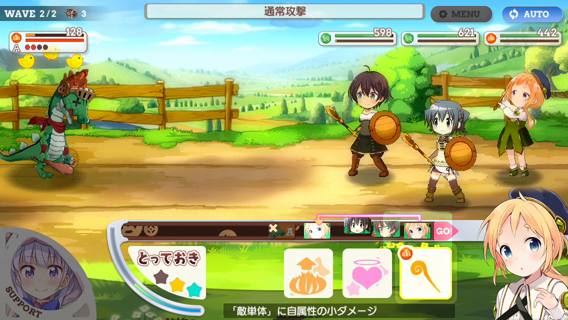 WAVE 2/2 3
通常攻撃
MENU
AUTO
128
A
598
621
442
GO!
とっておき
SUPPORT
「敵単体」に自属性の小ダメージ